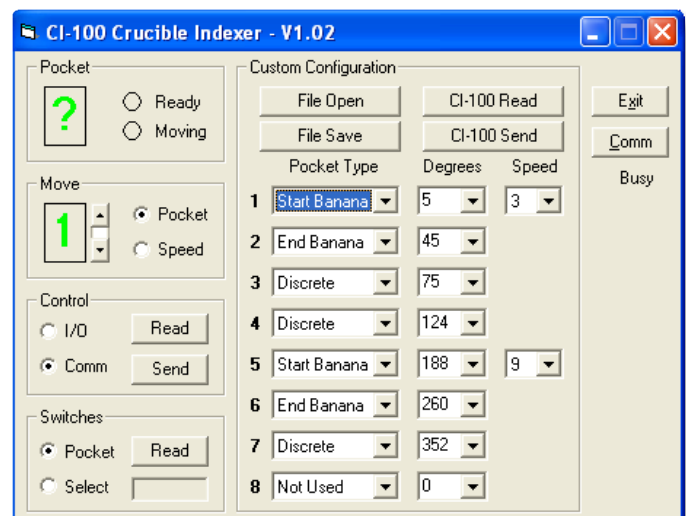 CI-100 Crucible Indexer - V1.02
Pocket
?
Ready
Moving
Move
1
Pocket
Speed
Control
I/O
Read
Comm
Send
Switches
Pocket
Read
Select
Custom Configuration
File Open CI-100 Read
File Save CI-100 Send
Pocket Type Degrees Speed
1 Start Banana 5 3
2 End Banana 45
3 Discrete 75
4 Discrete 124
5 Start Banana 188 9
6 End Banana 260
7 Discrete 352
8 Not Used 0
Exit
Comm
Busy